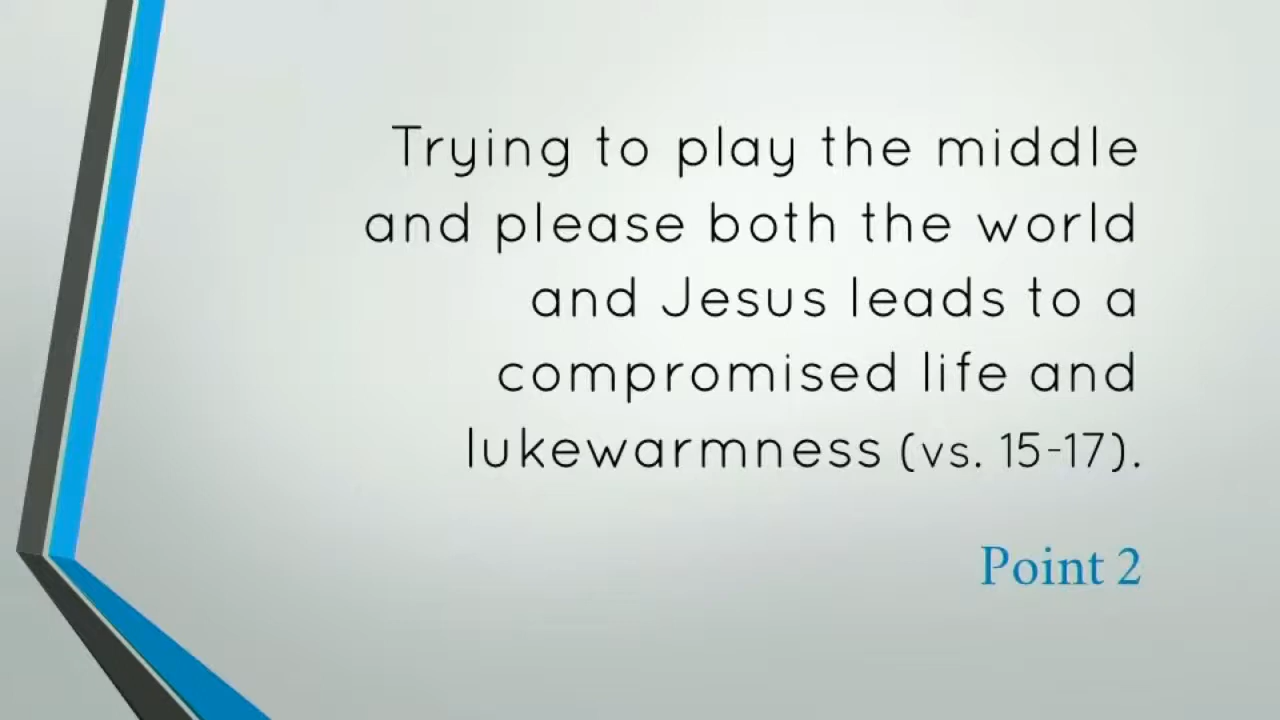 Trying to play the middle
and please both the world
and Jesus leads to a
compromised life and
lukewarmness (vs. 15-17).
Point 2